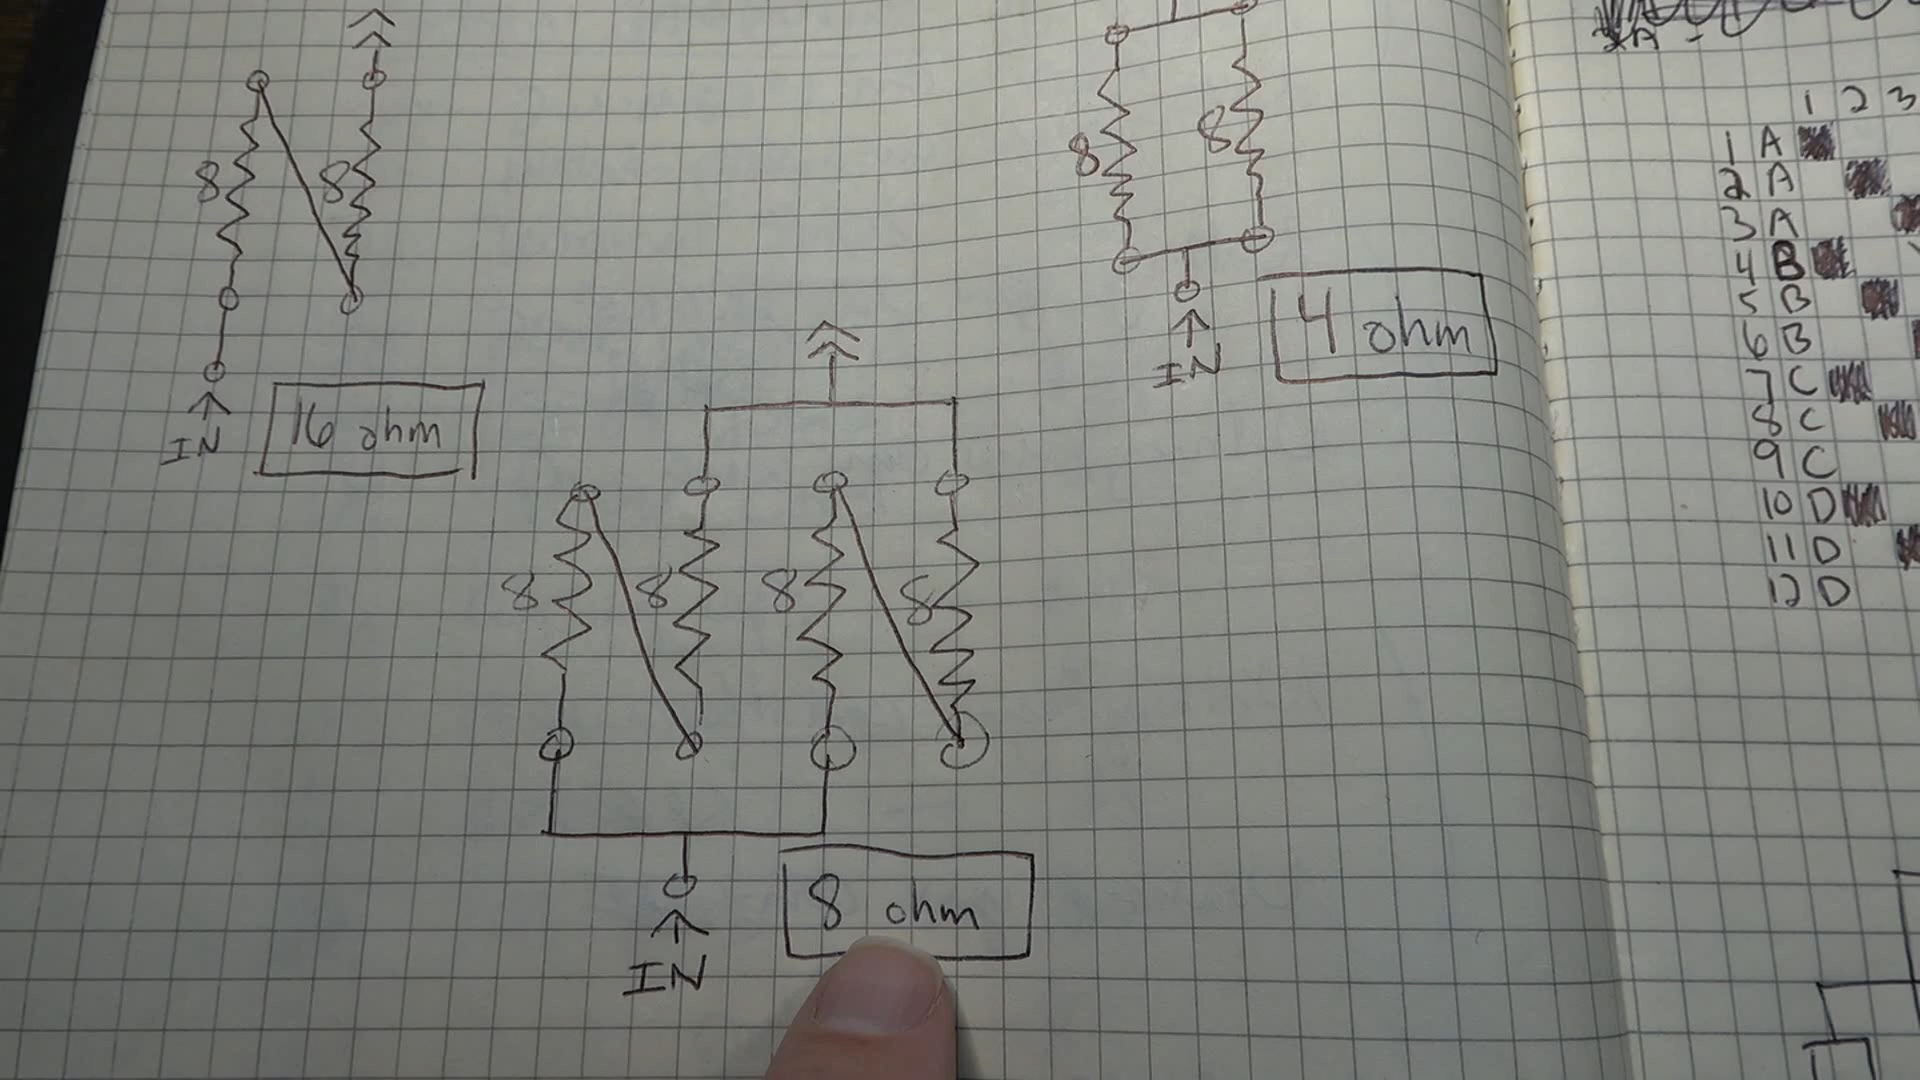 8 8
IN
16 ohm
8 8
IN
4 ohm
8 8 8 8
IN
8 ohm
1 2 3
1 A
2 A
3 A
4 B
5 B
6 B
7 C
8 C
9 C
10 D
11 D
12 D